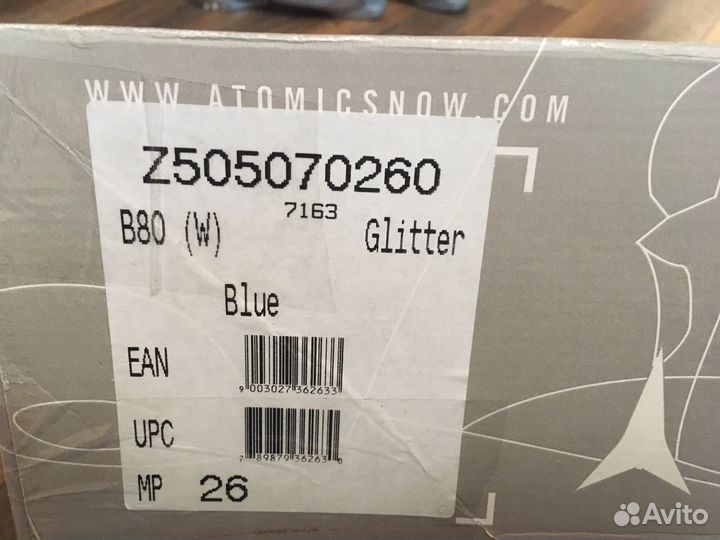 WWW.ATOMICSNOW.COM
Z505070260
7163
B80 (W) Glitter
Blue
EAN
9 003027 362633
UPC
7 89879 36263 0
MP 26
Avito